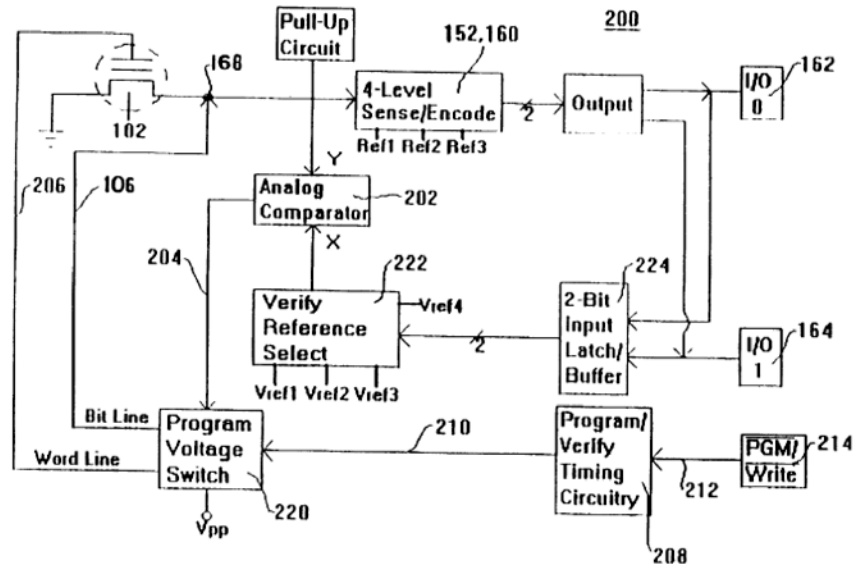 Pull-Up
Circuit
200
152,160
168
4-Level
Sense/Encode
I/O
0
162
102
2
Output
Ref1 Ref2 Ref3
206
106
Y
Analog
Comparator
202
X
204
222
224
Verify
Reference
Select
Vref4
2
2-Bit
Input
Latch/
Buffer
I/O
1
164
Vref1 Vref2 Vref3
Bit Line
Word Line
Program
Voltage
Switch
210
Program/
Verify
Timing
Circuitry
PGM/
Write
214
212
220
208
Vpp